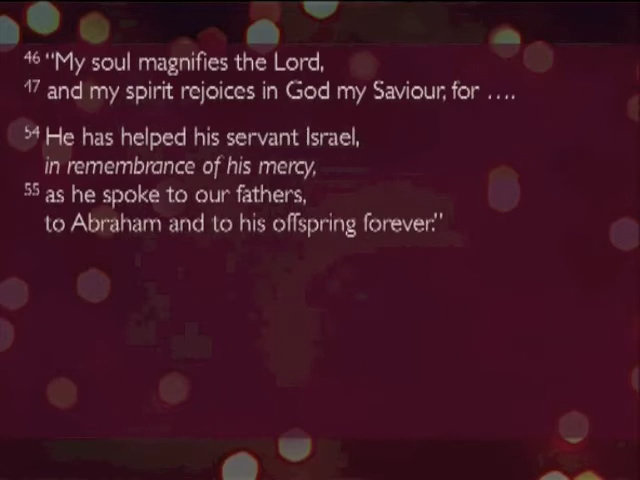 46 “My soul magnifies the Lord,
47 and my spirit rejoices in God my Saviour, for ….
54 He has helped his servant Israel,
in remembrance of his mercy,
55 as he spoke to our fathers,
to Abraham and to his offspring forever.”